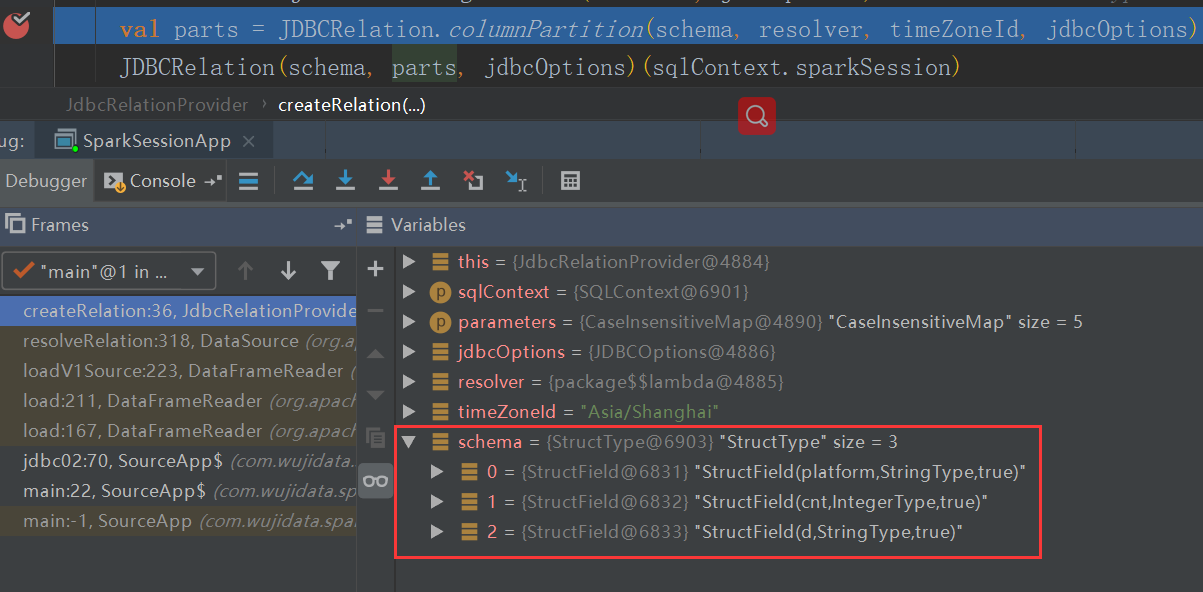 val parts = JDBCRelation.columnPartition(schema, resolver, timeZoneId, jdbcOptions)
JDBCRelation(schema, parts, jdbcOptions)(sqlContext.sparkSession)
JdbcRelationProvider › createRelation(...)
ug: SparkSessionApp
Debugger Console
Frames
Variables
"main"@1 in ...
createRelation:36, JdbcRelationProvide
resolveRelation:318, DataSource (org.ap
loadV1Source:223, DataFrameReader (
load:211, DataFrameReader (org.apach
load:167, DataFrameReader (org.apach
jdbc02:70, SourceApp$ (com.wujidata.
main:22, SourceApp$ (com.wujidata.sp
main:-1, SourceApp (com.wujidata.spa
this = {JdbcRelationProvider@4884}
p sqlContext = {SQLContext@6901}
p parameters = {CaseInsensitiveMap@4890} "CaseInsensitiveMap" size = 5
jdbcOptions = {JDBCOptions@4886}
resolver = {package$$lambda@4885}
timeZoneId = "Asia/Shanghai"
schema = {StructType@6903} "StructType" size = 3
0 = {StructField@6831} "StructField(platform,StringType,true)"
1 = {StructField@6832} "StructField(cnt,IntegerType,true)"
2 = {StructField@6833} "StructField(d,StringType,true)"